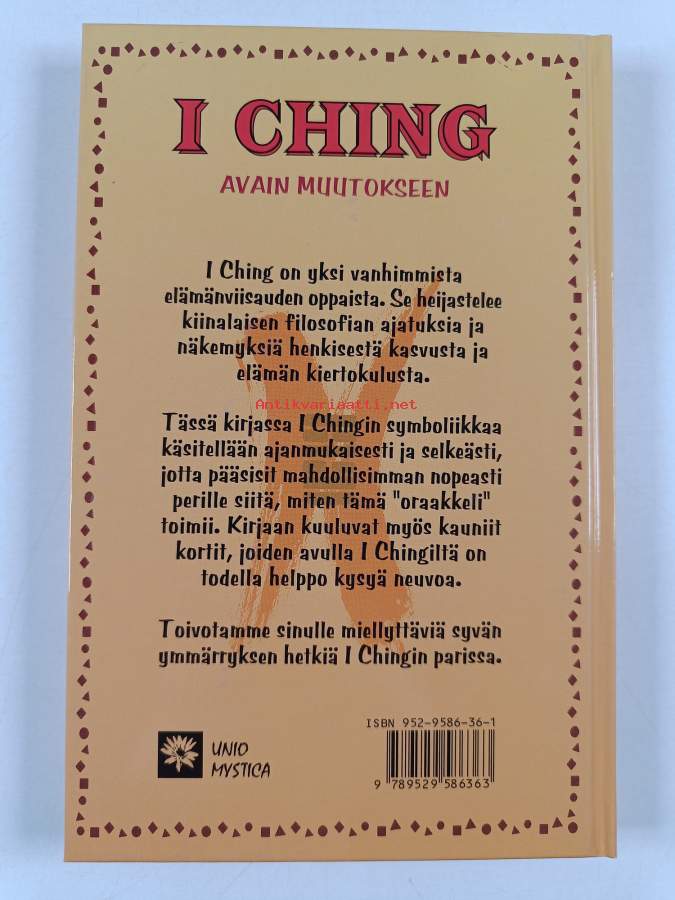 I CHING
AVAIN MUUTOKSEEN
I Ching on yksi vanhimmista
elämänviisauden oppaista. Se heijastelee
kiinalaisen filosofian ajatuksia ja
näkemyksiä henkisestä kasvusta ja
elämän kiertokulusta.
Antikvariaatti.net
Tässä kirjassa I Chingin symboliikkaa
käsitellään ajanmukaisesti ja selkeästi,
jotta pääsisit mahdollisimman nopeasti
perille siitä, miten tämä "oraakkeli"
toimii. Kirjaan kuuluvat myös kauniit
kortit, joiden avulla I Chingiltä on
todella helppo kysyä neuvoa.
Toivotamme sinulle miellyttäviä syvän
ymmärryksen hetkiä I Chingin parissa.
ISBN 952-9586-36-1
UNIO
MYSTICA
9 789529 586363